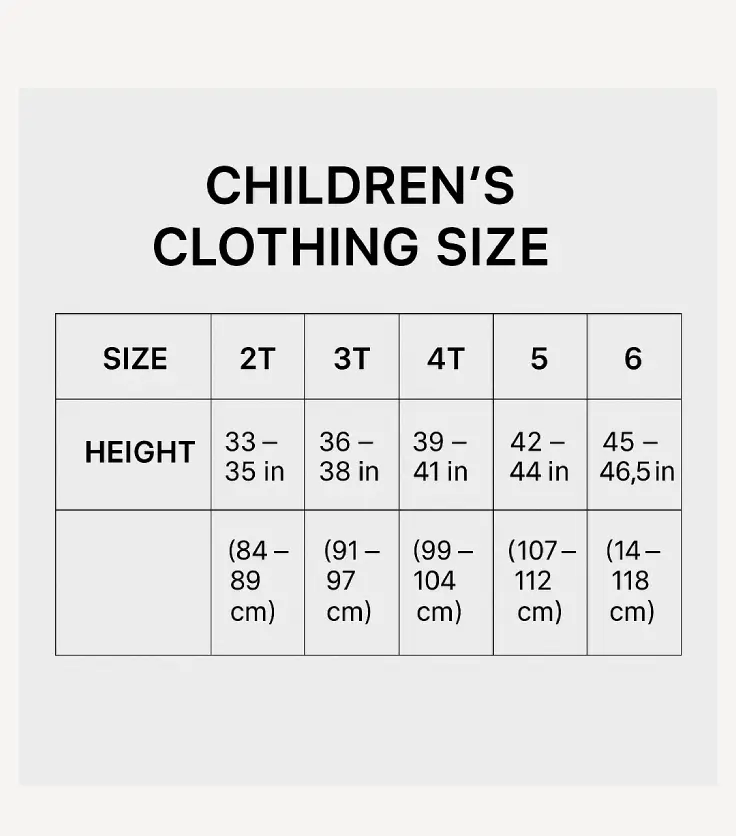 CHILDREN‘S
CLOTHING SIZE
SIZE 2T 3T 4T 5 6
HEIGHT
33 – 36 – 39 – 42 – 45 –
35 in 38 in 41 in 44 in 46,5 in
(84 – (91 – (99 – (107– (14 –
89 97 104 112 118
cm) cm) cm) cm) cm)